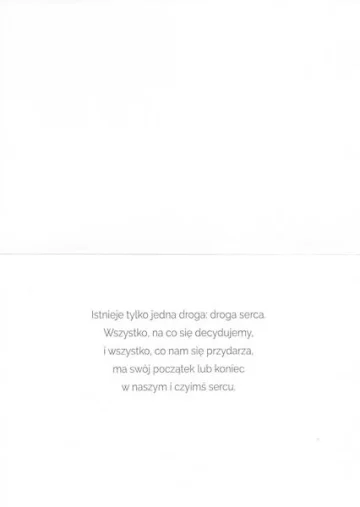 Istnieje tylko jedna droga: droga serca.
Wszystko, na co się decydujemy,
i wszystko, co nam się przydarza,
ma swój początek lub koniec
w naszym i czyimś sercu.